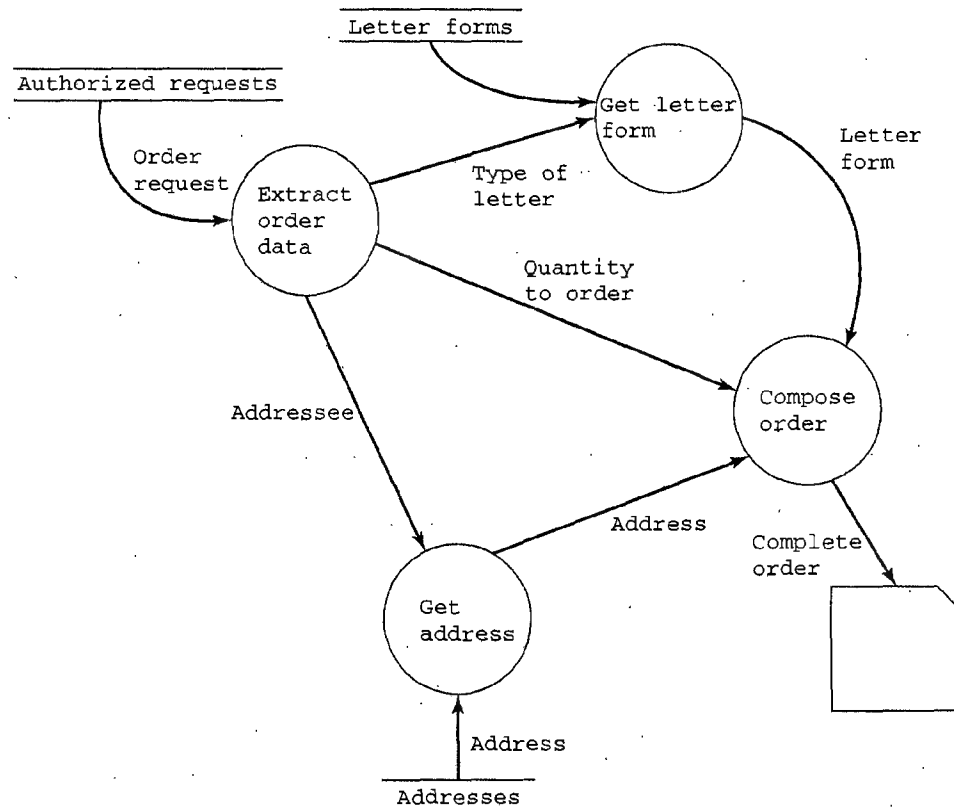 Letter forms
Authorized requests
Get letter
form
Letter
form
Order
request
Type of
letter
Extract
order
data
Quantity
to order
Compose
order
Addressee
Address
Complete
order
Get
address
Address
Addresses